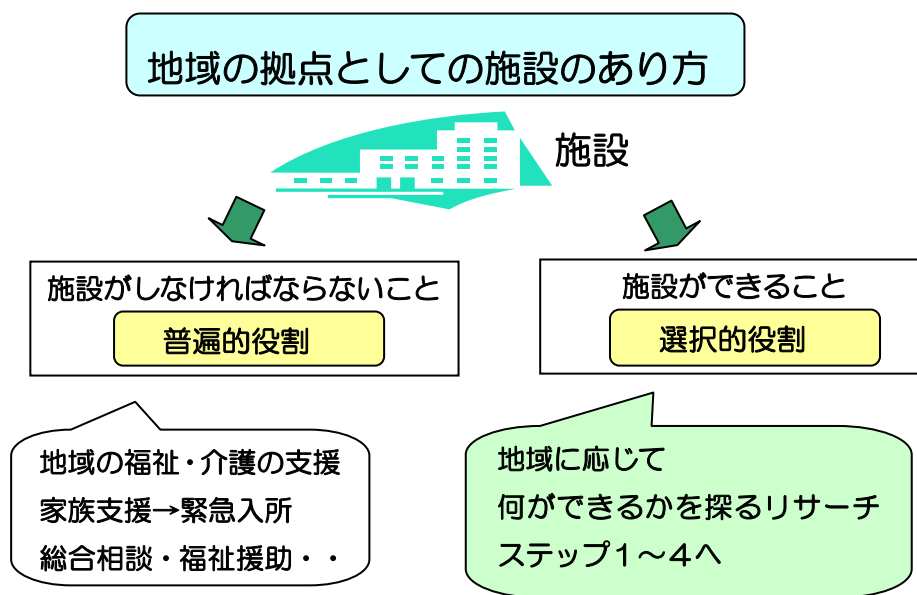 地域の拠点としての施設のあり方
施設
施設がしなければならないこと
普遍的役割
地域の福祉・介護の支援
家族支援→緊急入所
総合相談・福祉援助・・
施設ができること
選択的役割
地域に応じて
何ができるかを探るリサーチ
ステップ１～４へ